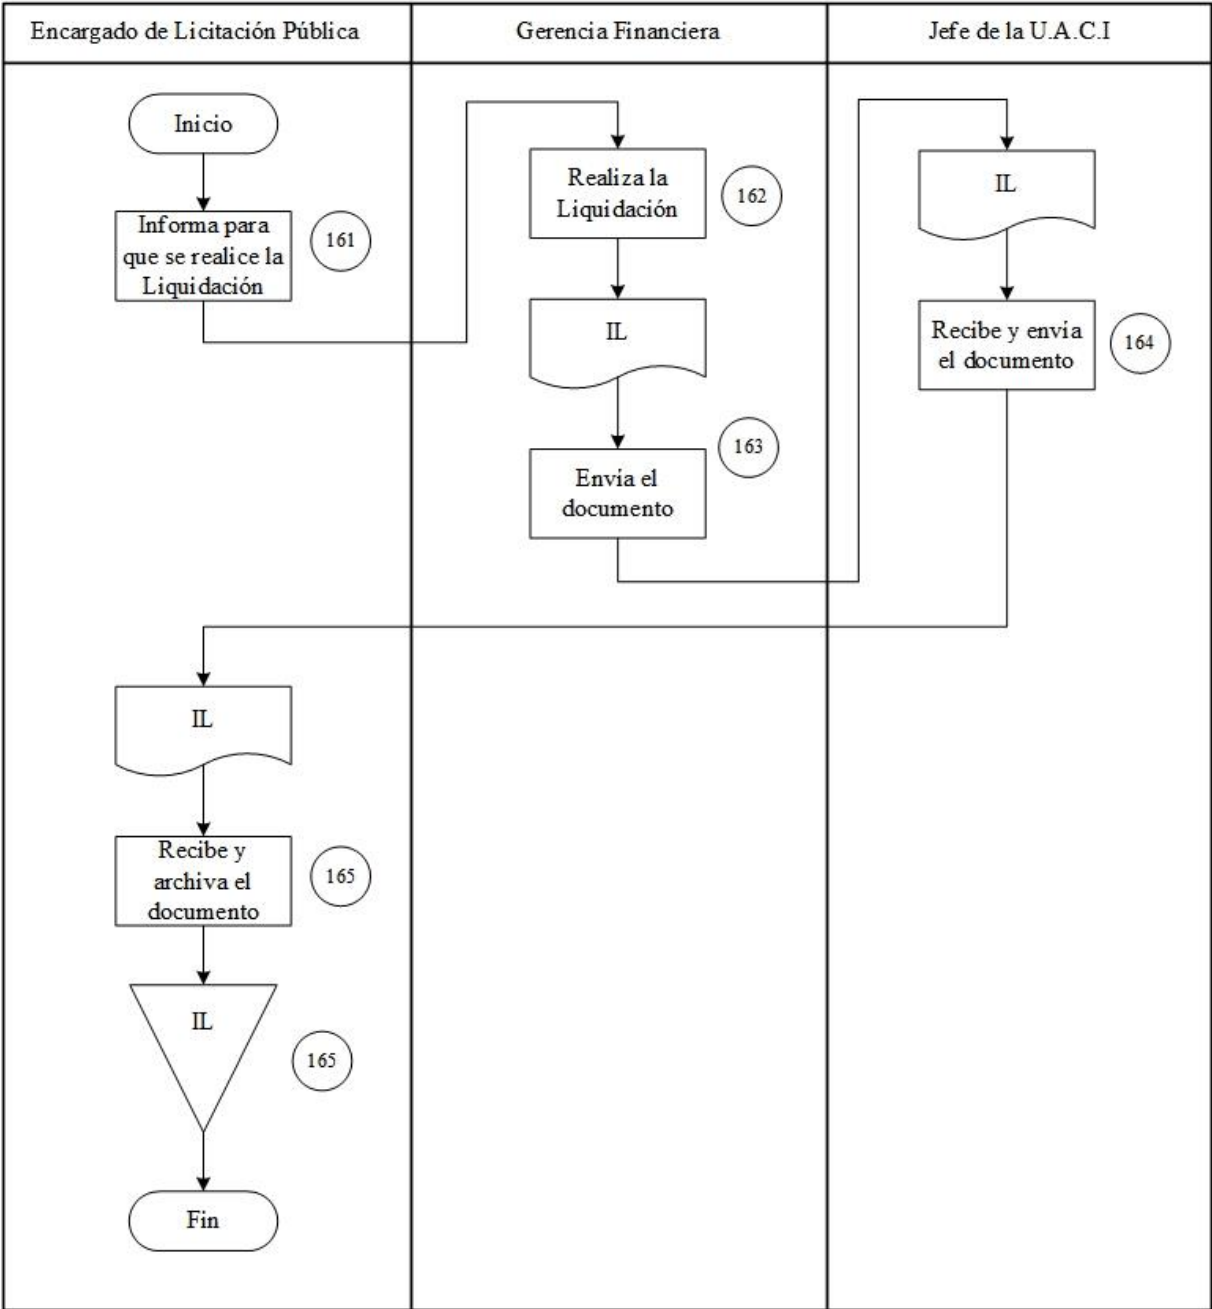 Encargado de Licitación Pública
Gerencia Financiera
Jefe de la U.A.C.I
Inicio
Informa para
que se realice la
Liquidación
161
Realiza la
Liquidación
162
IL
Envía el
documento
163
IL
Recibe y envía
el documento
164
IL
Recibe y
archiva el
documento
165
IL
165
Fin